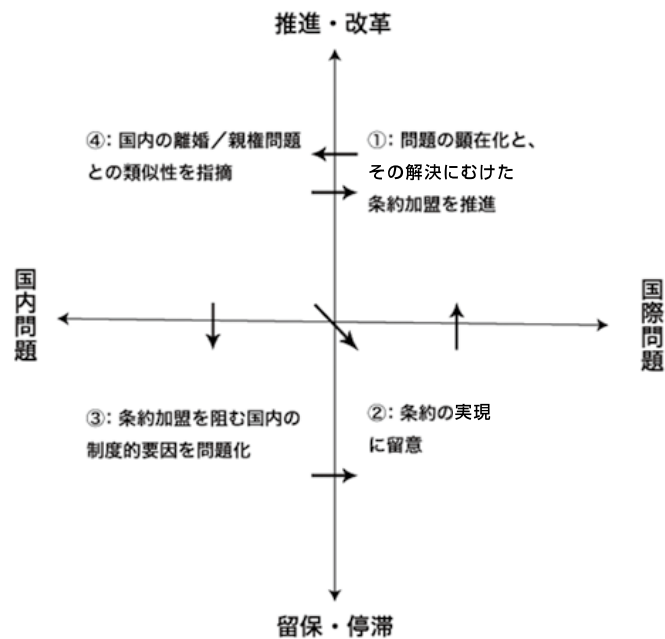 推進・改革
④：国内の離婚／親権問題
との類似性を指摘
①：問題の顕在化と、
その解決にむけた
条約加盟を推進
国内問題
国際問題
③：条約加盟を阻む国内の
制度的要因を問題化
②：条約の実現
に留意
留保・停滞